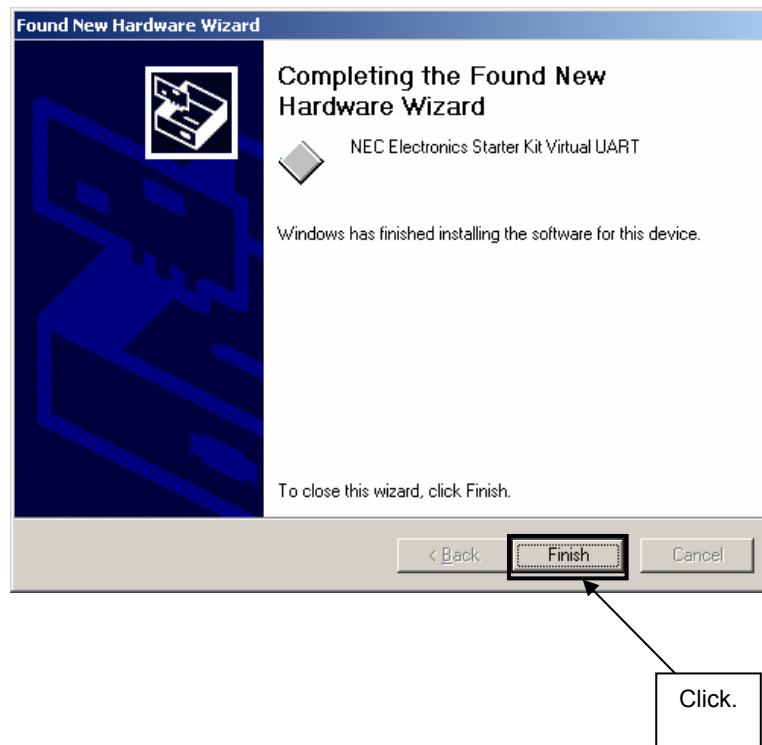 Found New Hardware Wizard
Completing the Found New
Hardware Wizard
NEC Electronics Starter Kit Virtual UART
Windows has finished installing the software for this device.
To close this wizard, click Finish.
< Back Finish Cancel
Click.